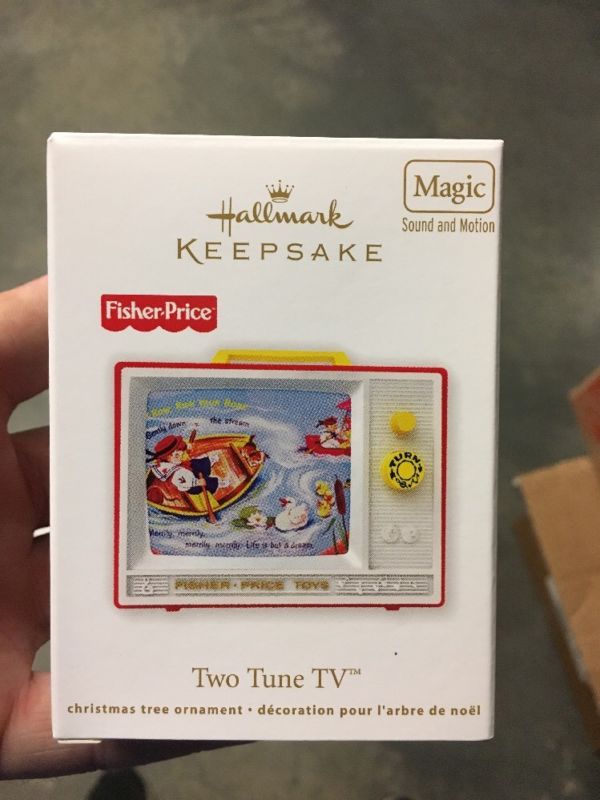 Magic
Sound and Motion
Hallmark
KEEPSAKE
Fisher-Price
Row, Row, Row Your Boat
Gently down the stream
Merrily, merrily,
merrily, merrily. Life is but a dream.
TURN
FISHER-PRICE TOYS
Two Tune TV™
christmas tree ornament • décoration pour l'arbre de noël